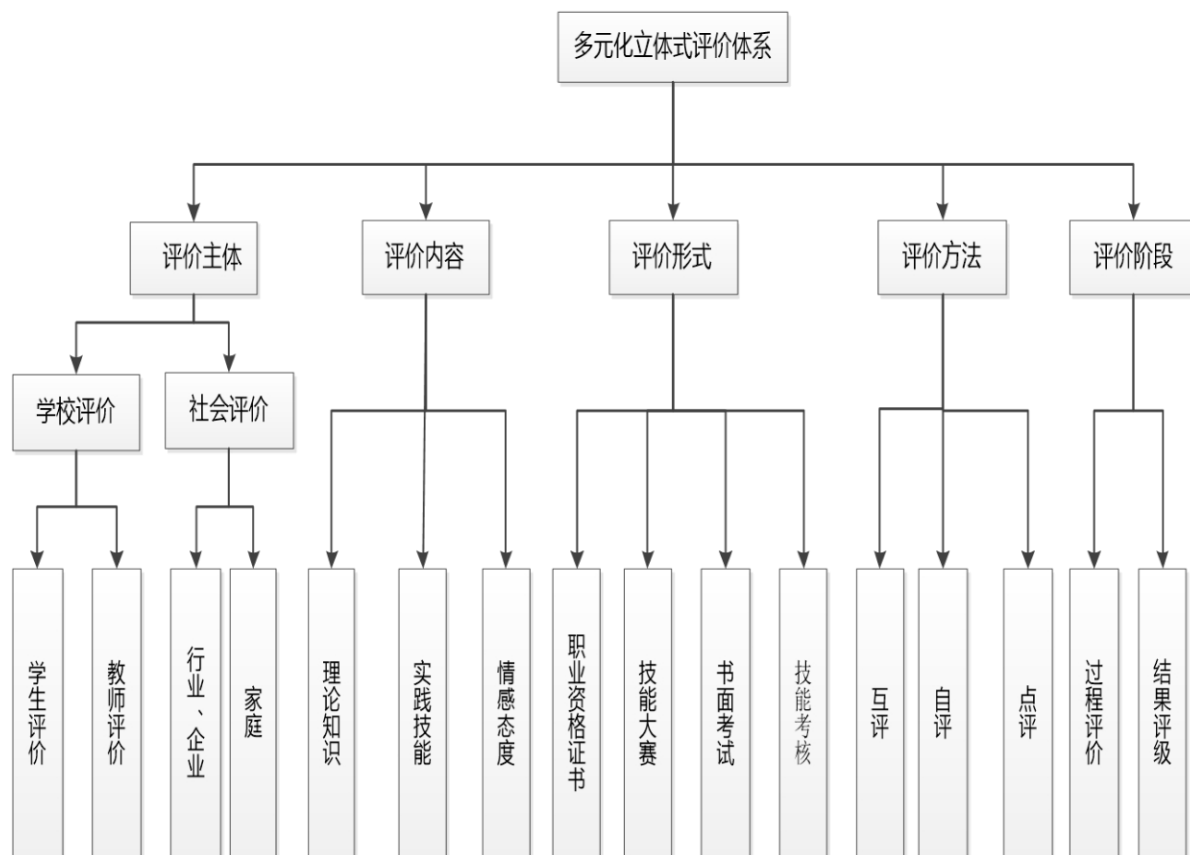 多元化立体式评价体系
评价主体
评价内容
评价形式
评价方法
评价阶段
学校评价
社会评价
学生评价
教师评价
行业、企业
家庭
理论知识
实践技能
情感态度
职业资格证书
技能大赛
书面考试
技能考核
互评
自评
点评
过程评价
结果评级